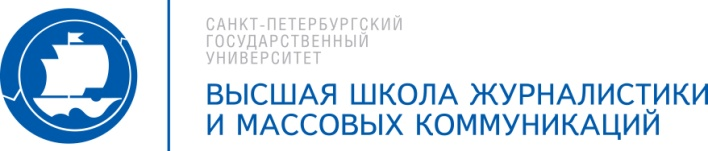 САНКТ-ПЕТЕРБУРГСКИЙ
ГОСУДАРСТВЕННЫЙ
УНИВЕРСИТЕТ
ВЫСШАЯ ШКОЛА ЖУРНАЛИСТИКИ
И МАССОВЫХ КОММУНИКАЦИЙ